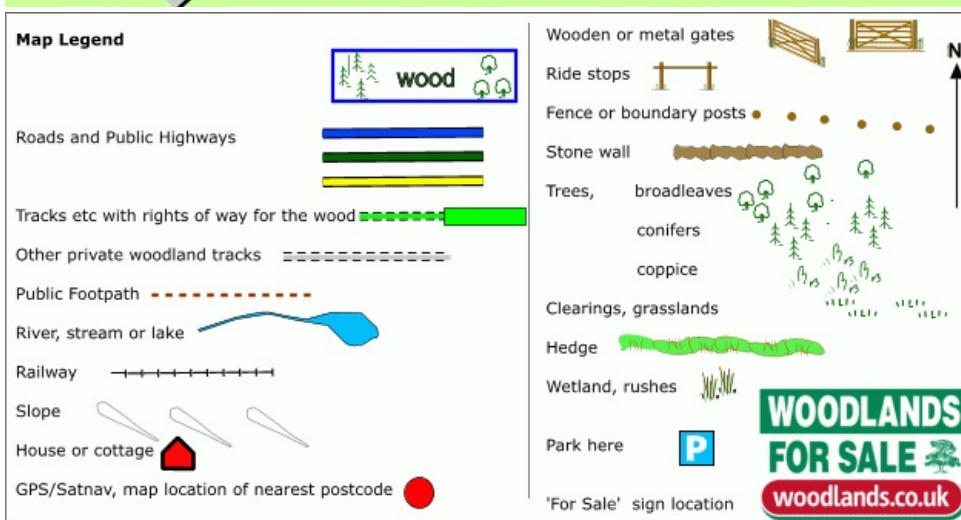 Map Legend
wood
Roads and Public Highways
Tracks etc with rights of way for the wood
Other private woodland tracks
Public Footpath
River, stream or lake
Railway
Slope
House or cottage
GPS/Satnav, map location of nearest postcode
Wooden or metal gates
N
Ride stops
Fence or boundary posts
Stone wall
Trees, broadleaves
conifers
coppice
Clearings, grasslands
Hedge
Wetland, rushes
Park here P
'For Sale' sign location
WOODLANDS
FOR SALE
woodlands.co.uk